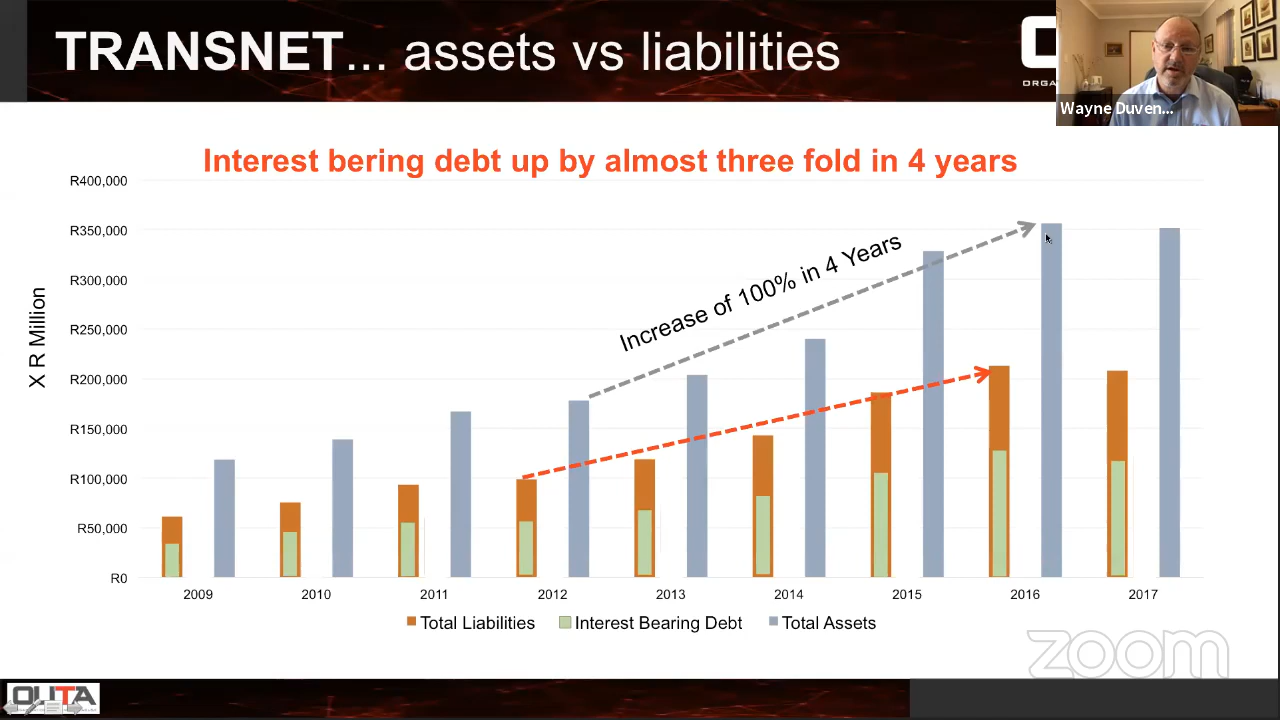 TRANSNET... assets vs liabilities
O
ORGA
Wayne Duven...
Interest bering debt up by almost three fold in 4 years
R400,000
R350,000
R300,000
R250,000
R200,000
R150,000
R100,000
R50,000
R0
X R Million
Increase of 100% in 4 Years
2009 2010 2011 2012 2013 2014 2015 2016 2017
Total Liabilities Interest Bearing Debt Total Assets
zoom
OUTA